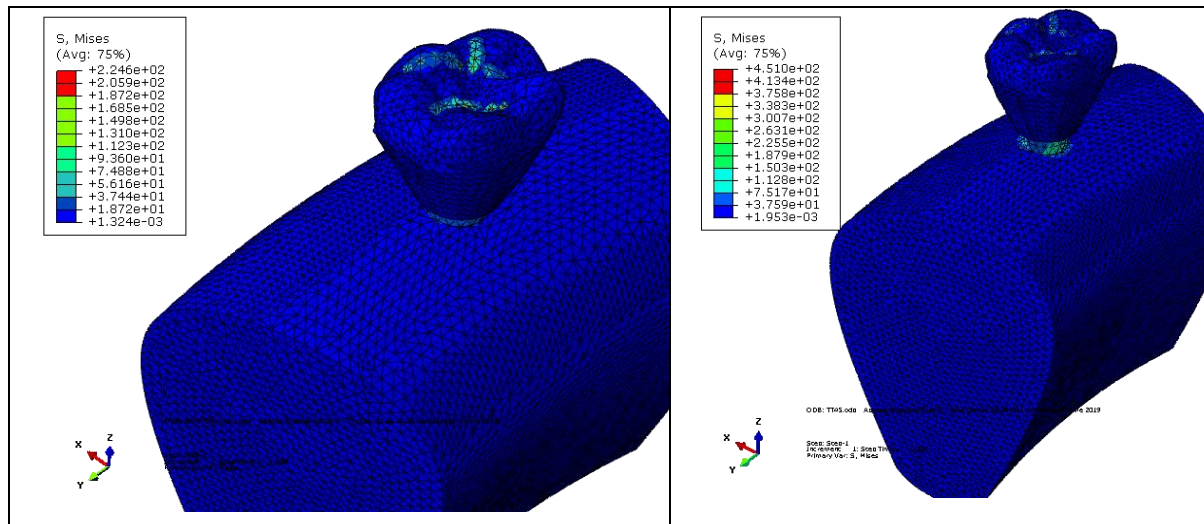 S, Mises
(Avg: 75%)
+2.246e+02
+2.059e+02
+1.872e+02
+1.685e+02
+1.498e+02
+1.310e+02
+1.123e+02
+9.360e+01
+7.488e+01
+5.616e+01
+3.744e+01
+1.872e+01
+1.324e-03
X
Z
Y
S, Mises
(Avg: 75%)
+4.510e+02
+4.134e+02
+3.758e+02
+3.383e+02
+3.007e+02
+2.631e+02
+2.255e+02
+1.879e+02
+1.503e+02
+1.128e+02
+7.517e+01
+3.759e+01
+1.953e-03
ODB: TTAS.odb
2019
Step: Step-1
Increment 1: Step
Primary Var: S, Mises
X
Z
Y